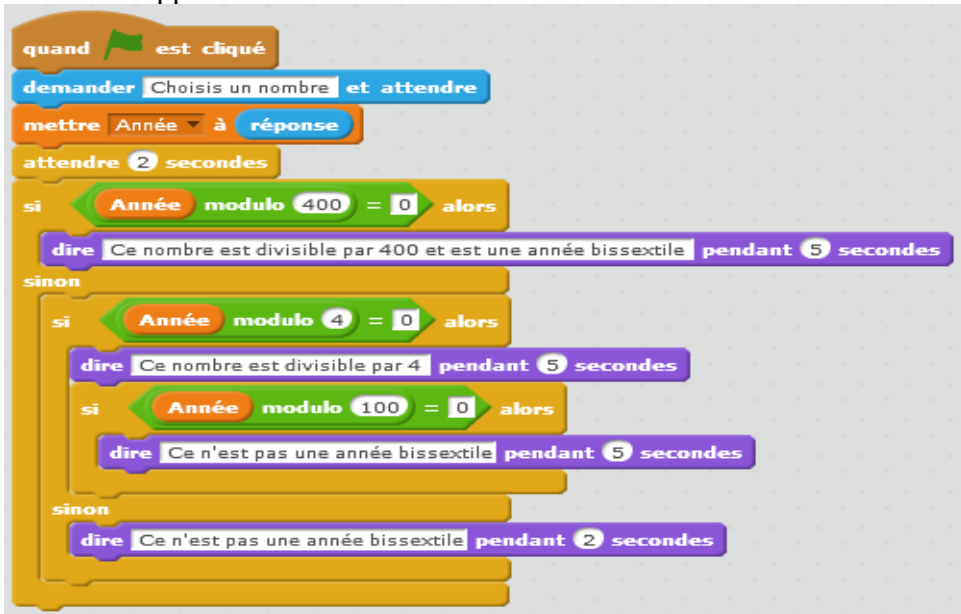 quand est cliqué
demander Choisis un nombre et attendre
mettre Année à réponse
attendre 2 secondes
si Année modulo 400 = 0 alors
dire Ce nombre est divisible par 400 et est une année bissextile pendant 5 secondes
sinon
si Année modulo 4 = 0 alors
dire Ce nombre est divisible par 4 pendant 5 secondes
si Année modulo 100 = 0 alors
dire Ce n'est pas une année bissextile pendant 5 secondes
sinon
dire Ce n'est pas une année bissextile pendant 2 secondes